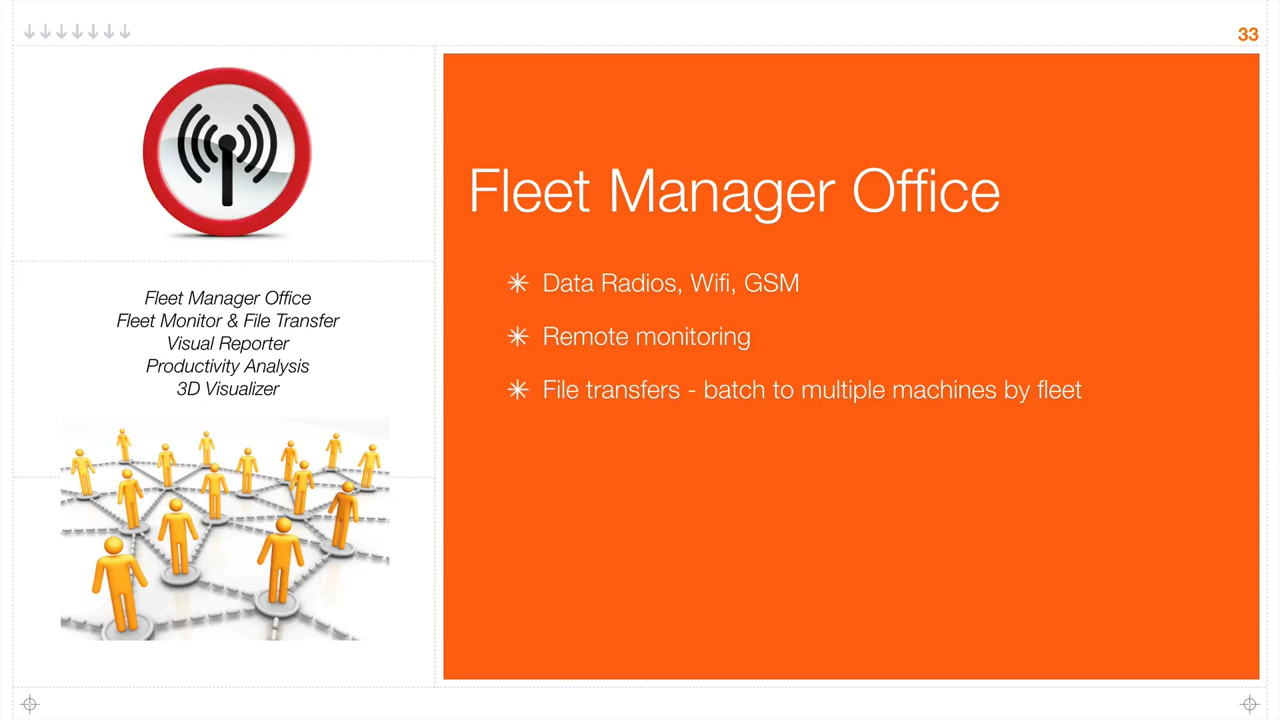 33
Fleet Manager Office
Fleet Monitor & File Transfer
Visual Reporter
Productivity Analysis
3D Visualizer
Fleet Manager Office
Data Radios, Wifi, GSM
Remote monitoring
File transfers - batch to multiple machines by fleet